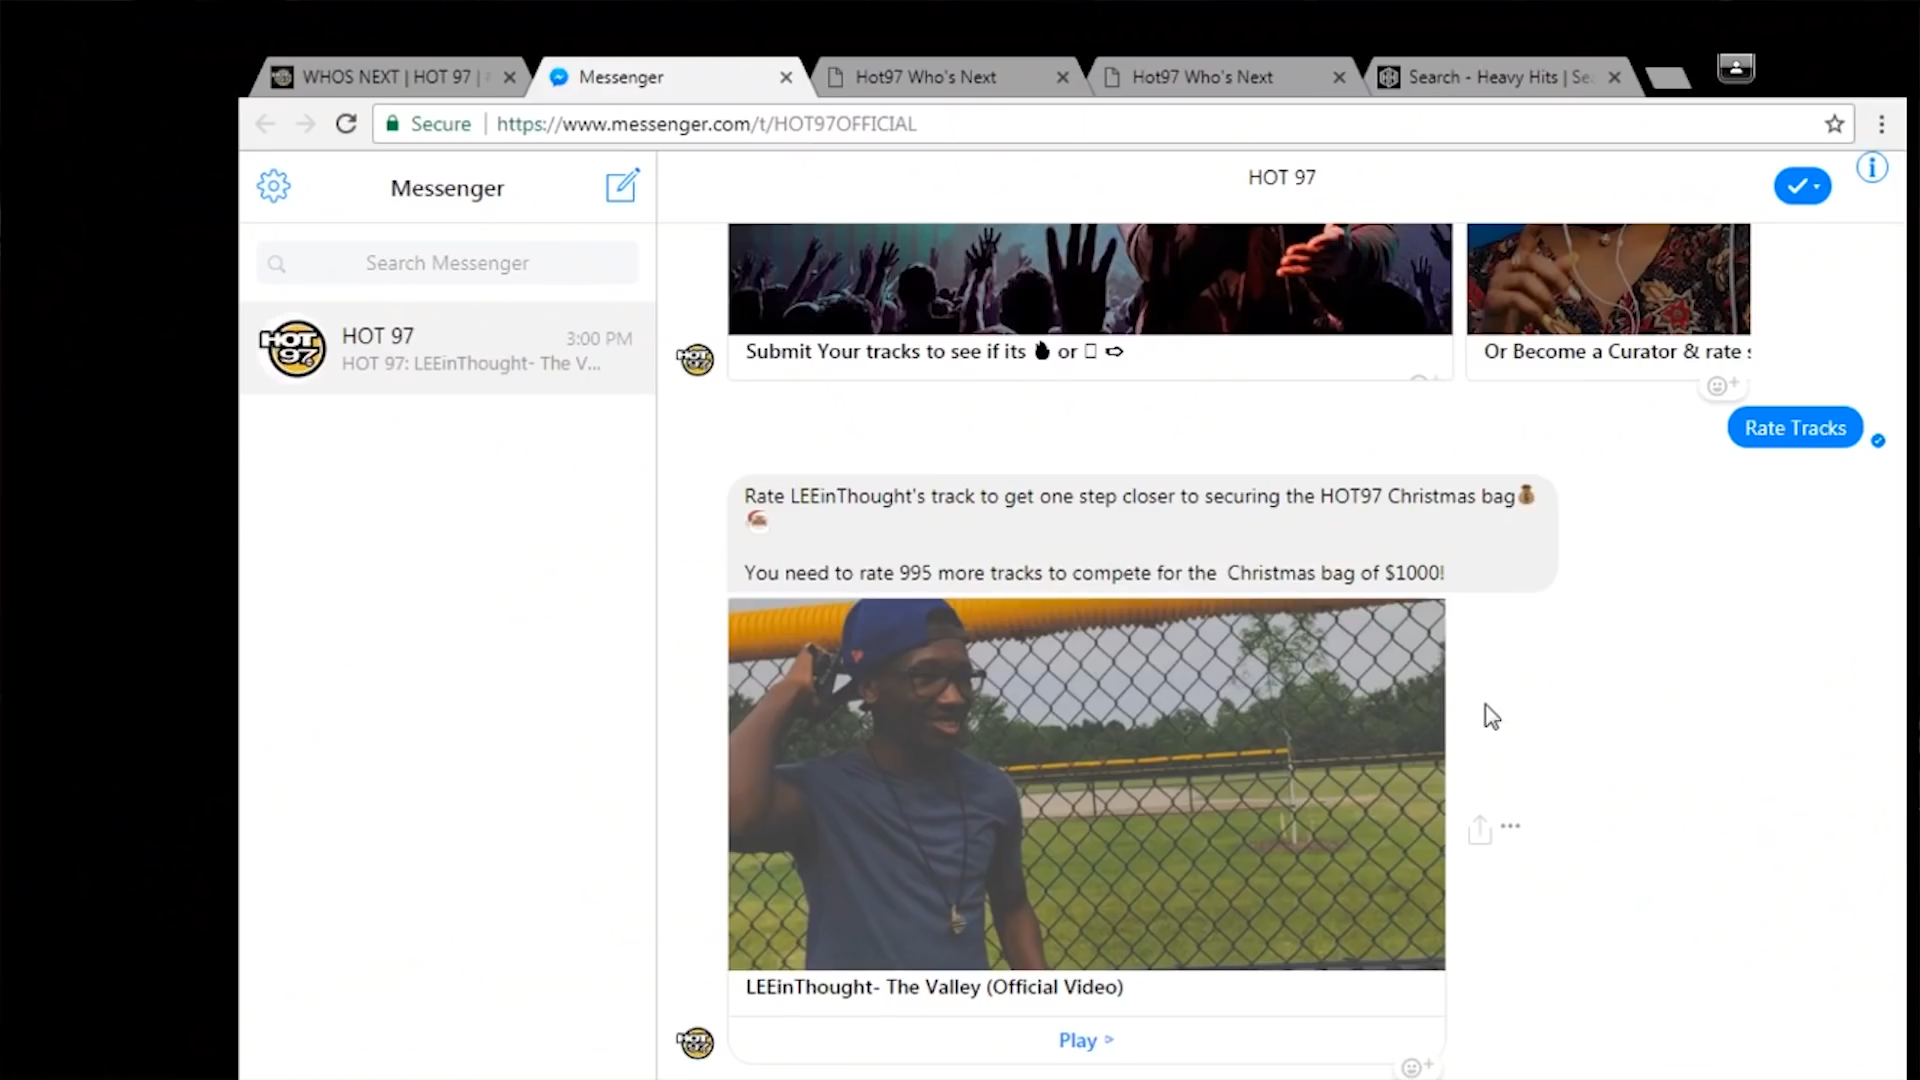 WHOS NEXT | HOT 97 |
Messenger
Hot97 Who's Next
Hot97 Who's Next
Search - Heavy Hits | Se
Secure
https://www.messenger.com/t/HOT97OFFICIAL
Messenger
HOT 97
Search Messenger
HOT 97
3:00 PM
HOT 97: LEEinThought- The V...
HOT
97
Submit Your tracks to see if its 🔥 or ▯ ⇨
Or Become a Curator & rate
Rate Tracks
Rate LEEinThought's track to get one step closer to securing the HOT97 Christmas bag💰
🎅
You need to rate 995 more tracks to compete for the Christmas bag of $1000!
LEEinThought- The Valley (Official Video)
HOT
97
Play ▹